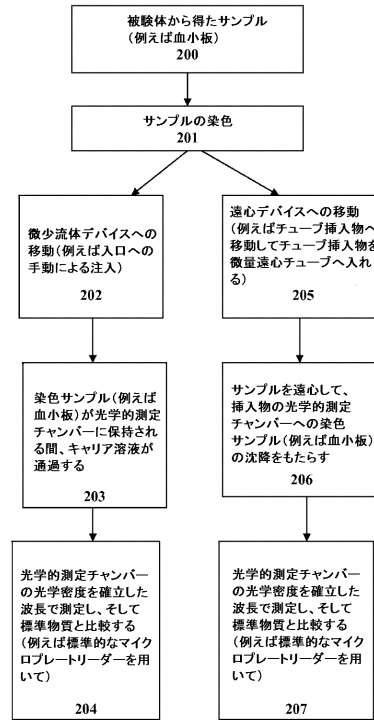 被験体から得たサンプル
(例えば血小板)
200
サンプルの染色
201
微少流体デバイスへの
移動(例えば入口への
手動による注入)
202
染色サンプル(例えば
血小板)が光学的測定
チャンバーに保持され
る間、キャリア溶液が
通過する
203
光学的測定チャンバー
の光学密度を確立した
波長で測定し、そして
標準物質と比較する
(例えば標準的なマイク
ロプレートリーダーを用
いて)
204
遠心デバイスへの移動
(例えばチューブ挿入物へ
移動してチューブ挿入物を
微量遠心チューブへ入れ
る)
205
サンプルを遠心して、
挿入物の光学的測定
チャンバーへの染色
サンプル(例えば血小板)
の沈降をもたらす
206
光学的測定チャンバー
の光学密度を確立した
波長で測定し、そして
標準物質と比較する
(例えば標準的なマイク
ロプレートリーダーを用
いて)
207